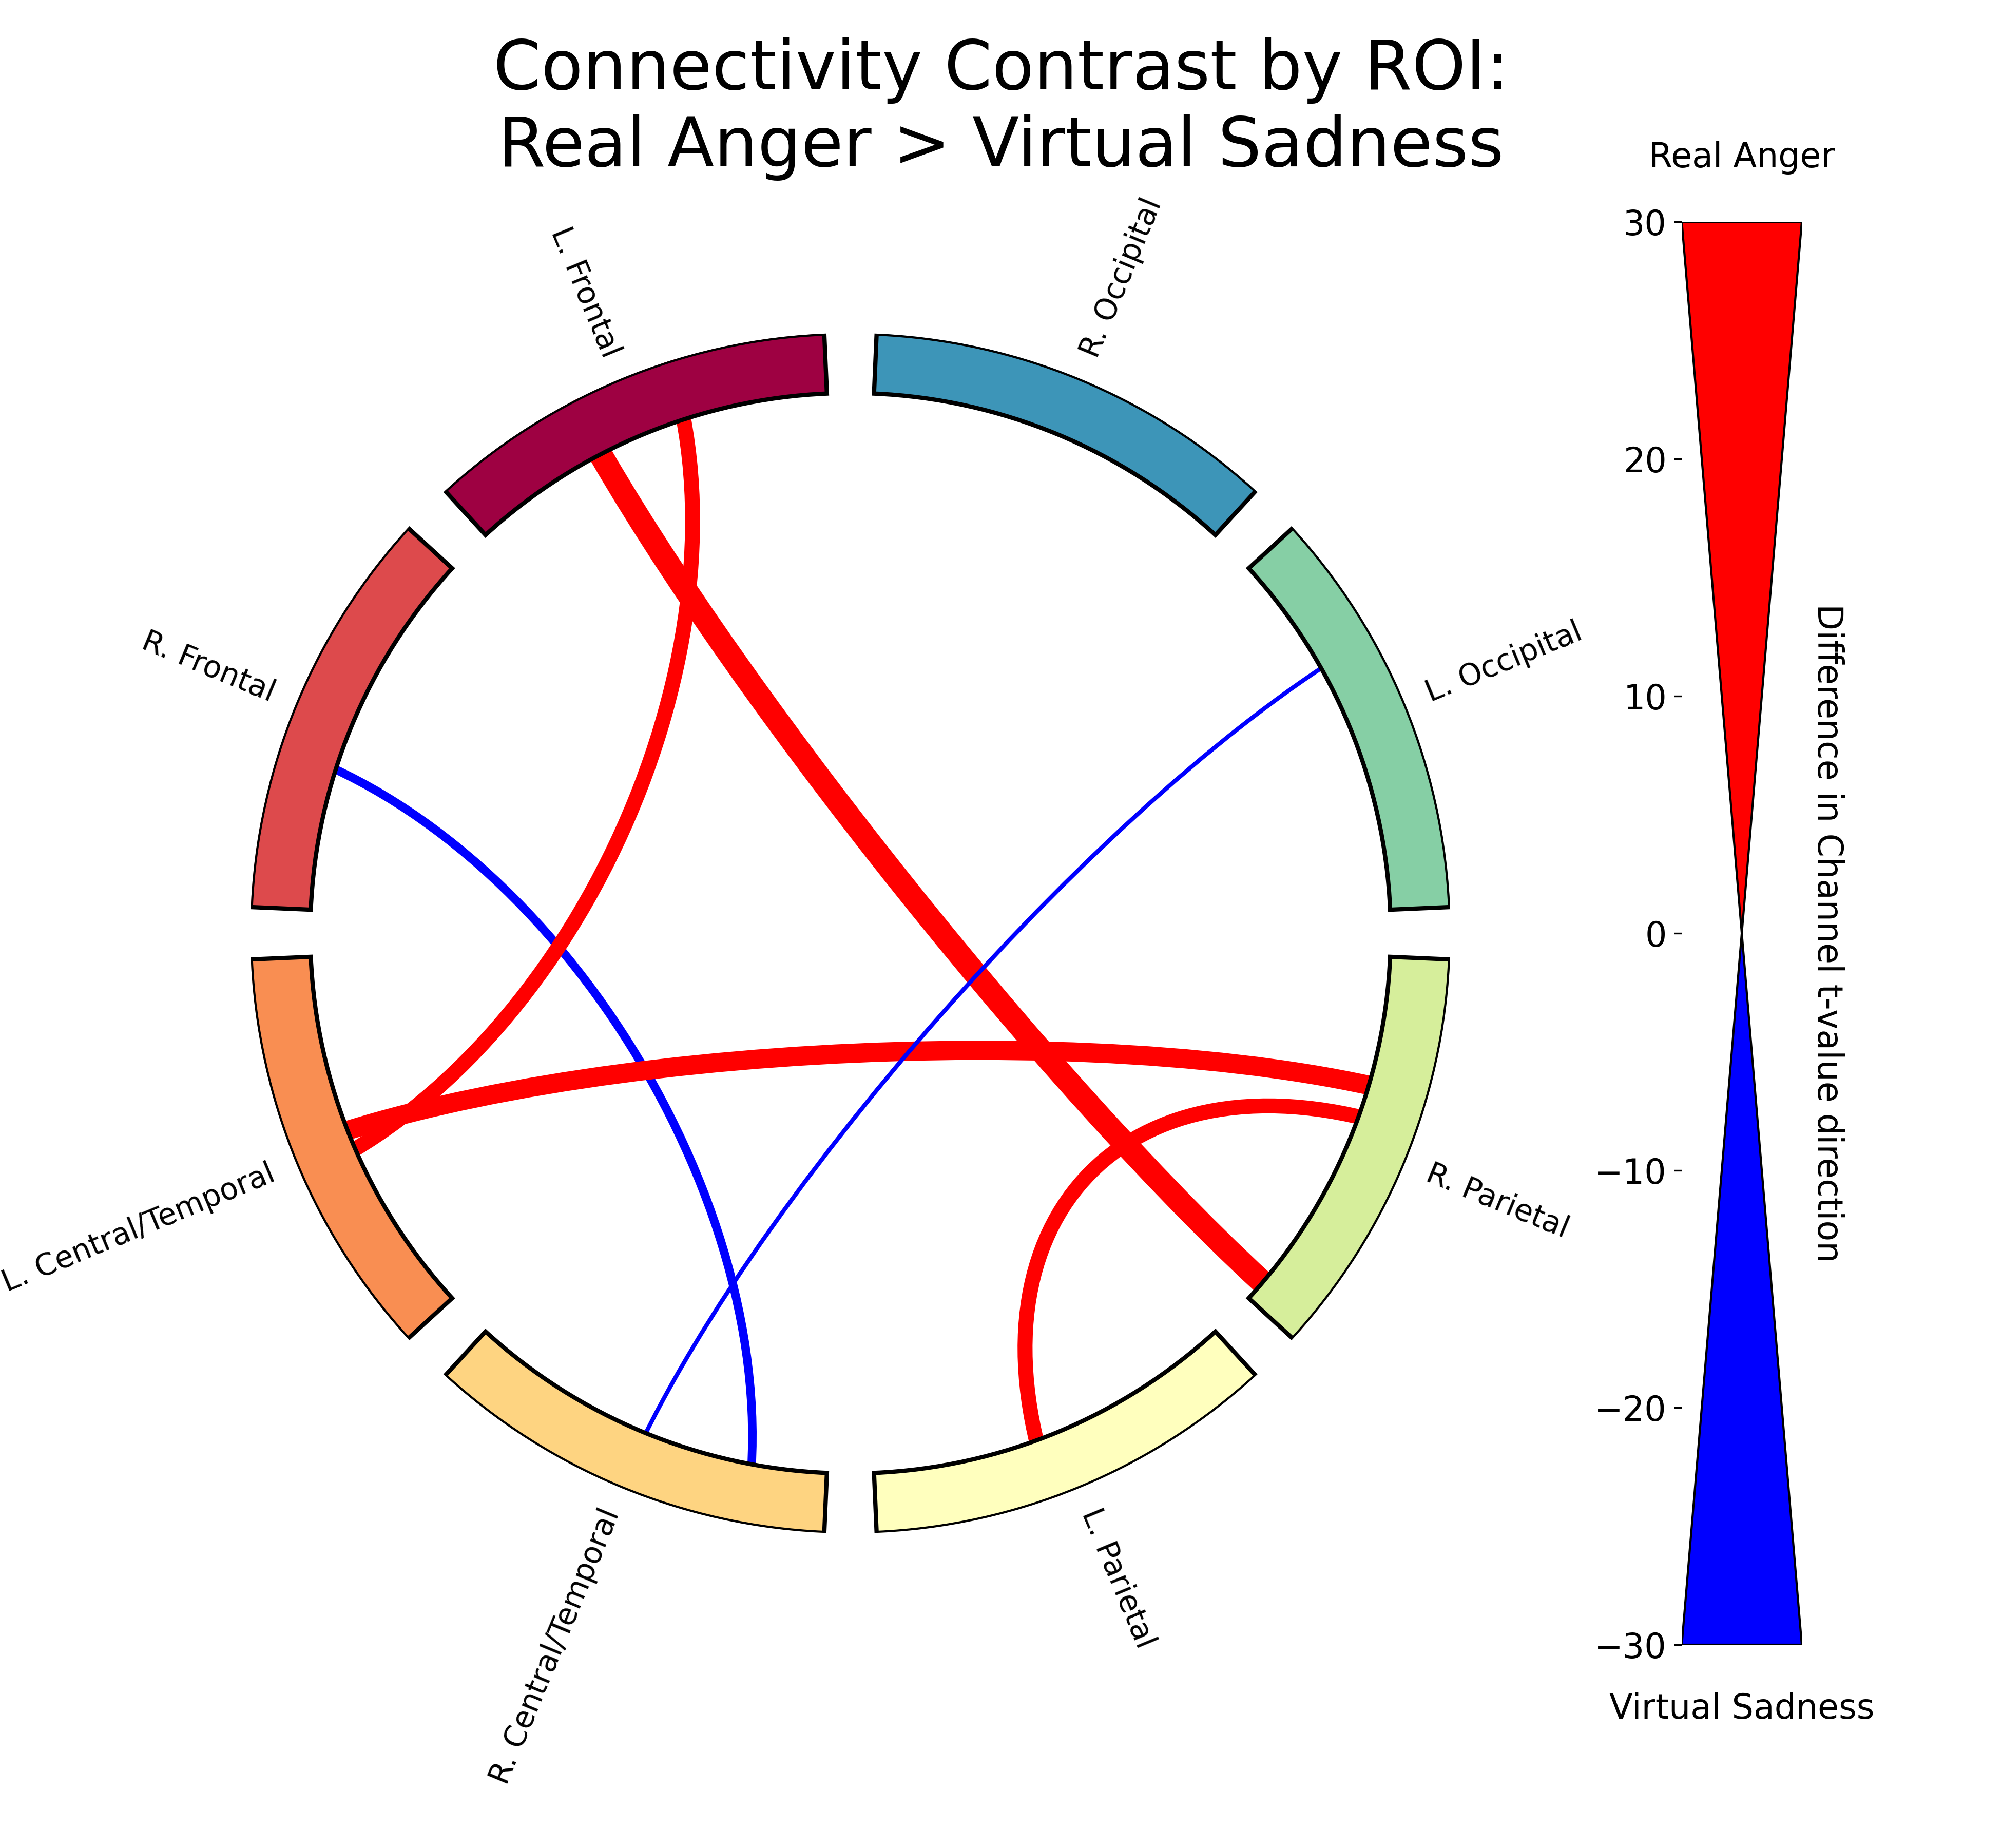 Connectivity Contrast by ROI:
Real Anger > Virtual Sadness
Real Anger
30
20
10
0
−10
−20
−30
Virtual Sadness
Difference in Channel t-value direction
L. Frontal
R. Occipital
R. Frontal
L. Occipital
L. Central/Temporal
R. Parietal
R. Central/Temporal
L. Parietal